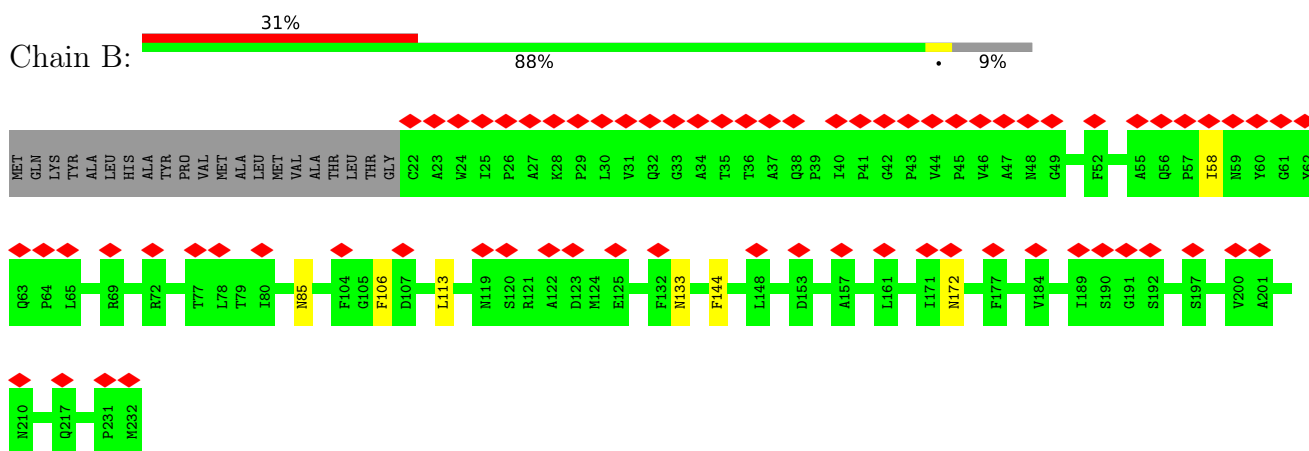 31%
Chain B:
88% • 9%
MET GLN LYS TYR ALA LEU HIS ALA TYR PRO VAL MET ALA LEU MET VAL ALA THR LEU THR GLY C22 A23 W24 I25 P26 A27 K28 P29 L30 V31 Q32 G33 A34 T35 T36 A37 Q38 P39 I40 P41 G42 P43 V44 P45 V46 A47 N48 G49 F52 A55 Q56 P57 I58 N59 Y60 G61
Q63 P64 L65 R69 R72 T77 L78 T79 I80 N85 F104 G105 F106 D107 L113 N119 S120 R121 A122 D123 M124 E125 F132 N133 F144 L148 D153 A157 L161 I171 N172 F177 V184 I189 S190 G191 S192 S197 V200 A201
N210 Q217 P231 M232